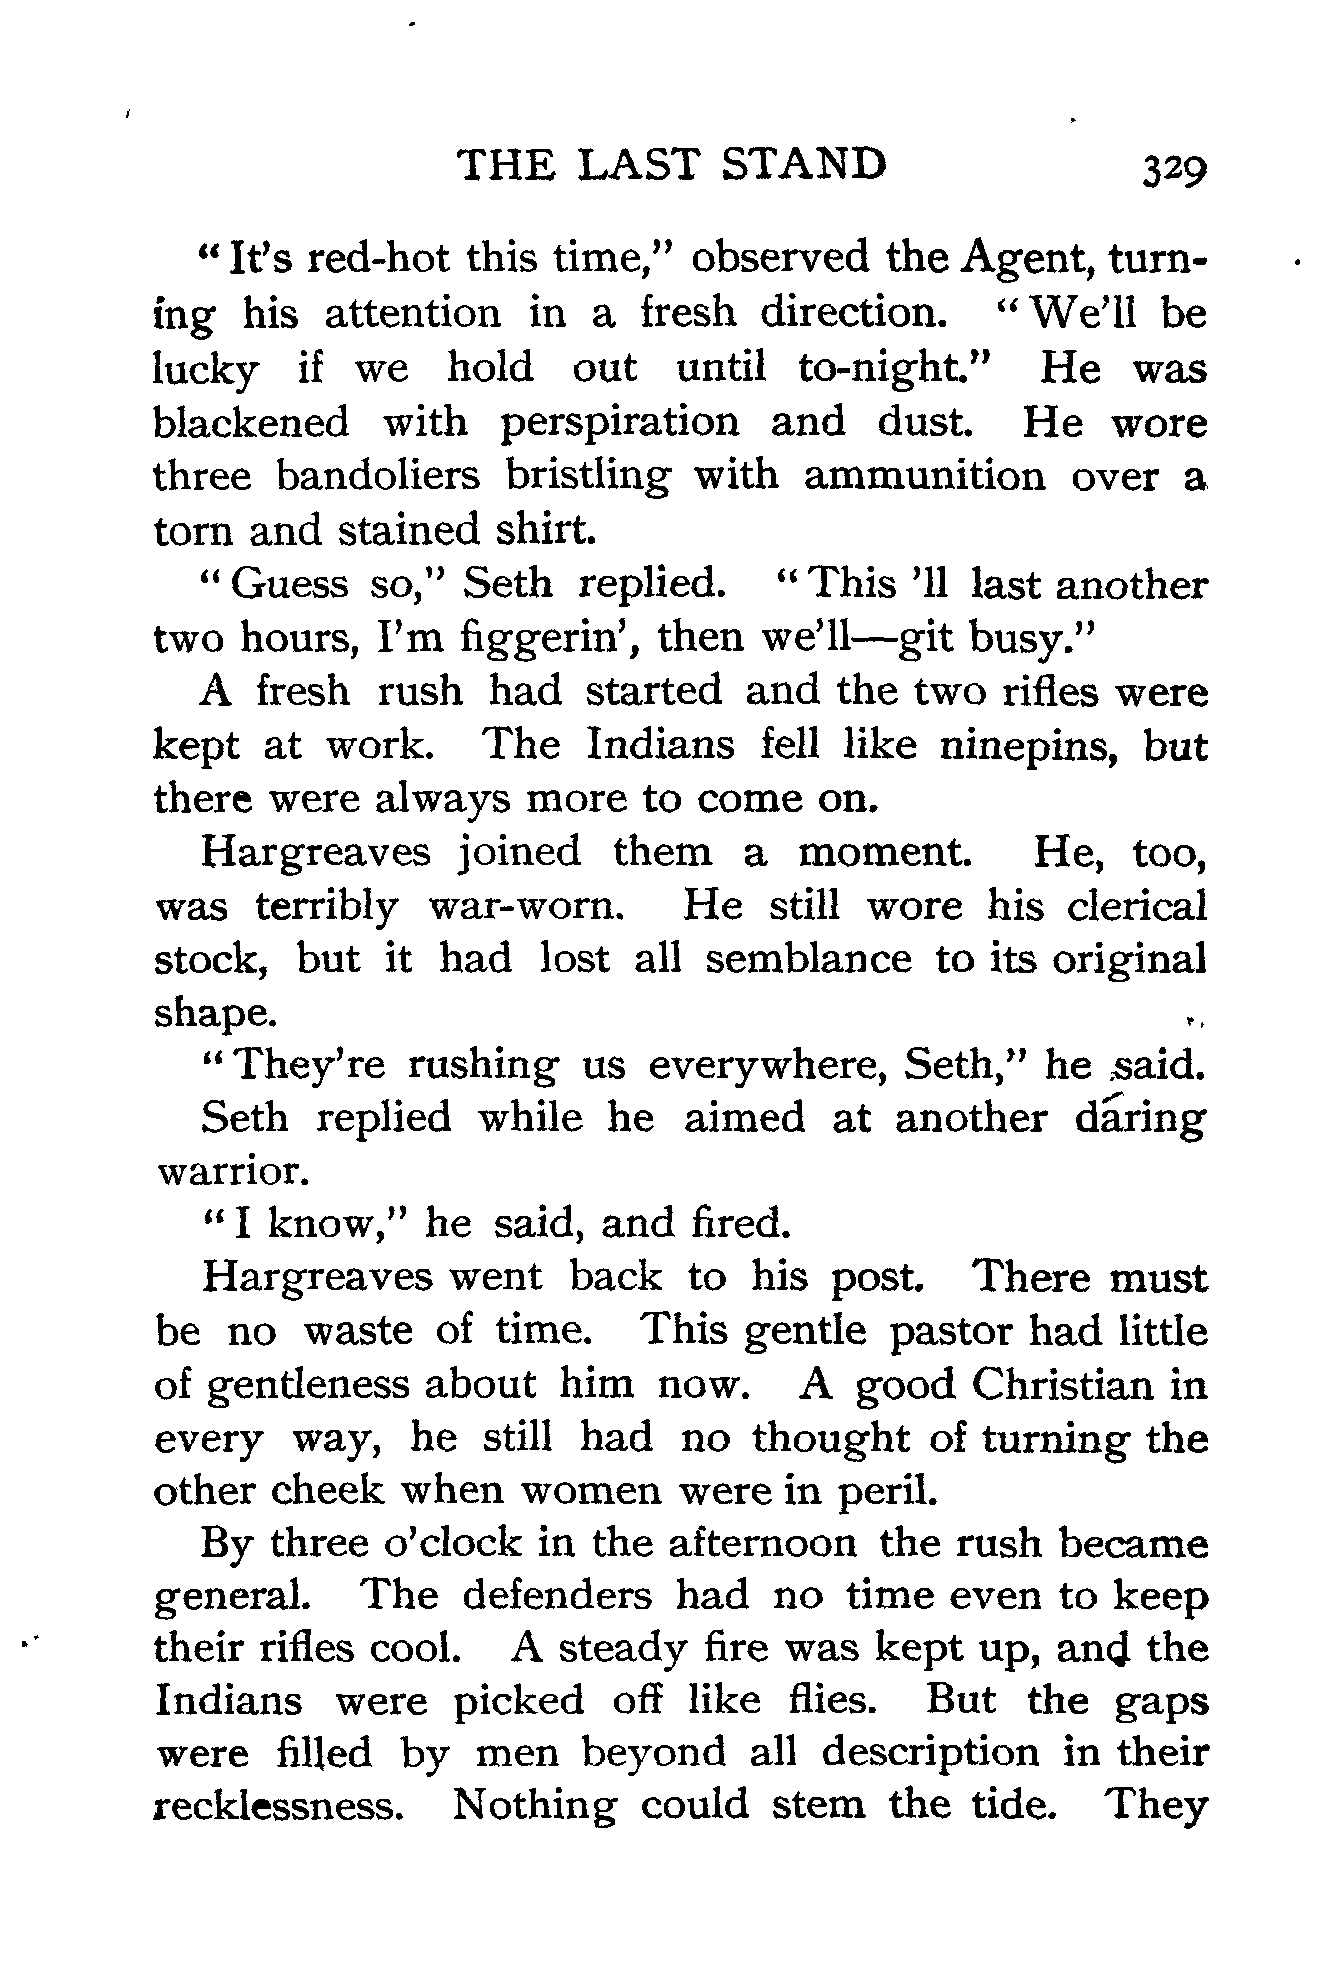 THE LAST STAND 329
" It's red-hot this time," observed the Agent, turn-
ing his attention in a fresh direction. " We'll be
lucky if we hold out until to-night." He was
blackened with perspiration and dust. He wore
three bandoliers bristling with ammunition over a
torn and stained shirt.
" Guess so," Seth replied. " This 'll last another
two hours, I'm figgerin', then we'll—git busy."
A fresh rush had started and the two rifles were
kept at work. The Indians fell like ninepins, but
there were always more to come on.
Hargreaves joined them a moment. He, too,
was terribly war-worn. He still wore his clerical
stock, but it had lost all semblance to its original
shape.
" They're rushing us everywhere, Seth," he said.
Seth replied while he aimed at another daring
warrior.
" I know," he said, and fired.
Hargreaves went back to his post. There must
be no waste of time. This gentle pastor had little
of gentleness about him now. A good Christian in
every way, he still had no thought of turning the
other cheek when women were in peril.
By three o'clock in the afternoon the rush became
general. The defenders had no time even to keep
their rifles cool. A steady fire was kept up, and the
Indians were picked off like flies. But the gaps
were filled by men beyond all description in their
recklessness. Nothing could stem the tide. They